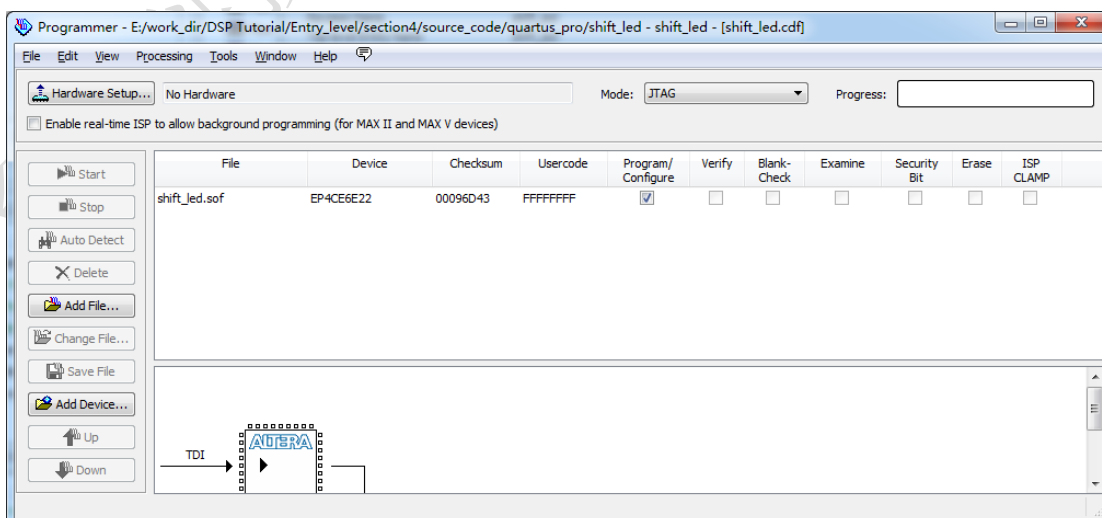 Programmer - E:/work_dir/DSP Tutorial/Entry_level/section4/source_code/quartus_pro/shift_led - shift_led - [shift_led.cdf]
File Edit View Processing Tools Window Help
Hardware Setup... No Hardware Mode: JTAG Progress:
Enable real-time ISP to allow background programming (for MAX II and MAX V devices)
File Device Checksum Usercode Program/ Configure Verify Blank- Check Examine Security Bit Erase ISP CLAMP
shift_led.sof EP4CE6E22 00096D43 FFFFFFFF
Start
Stop
Auto Detect
Delete
Add File...
Change File...
Save File
Add Device...
Up
Down
ALTERA
TDI